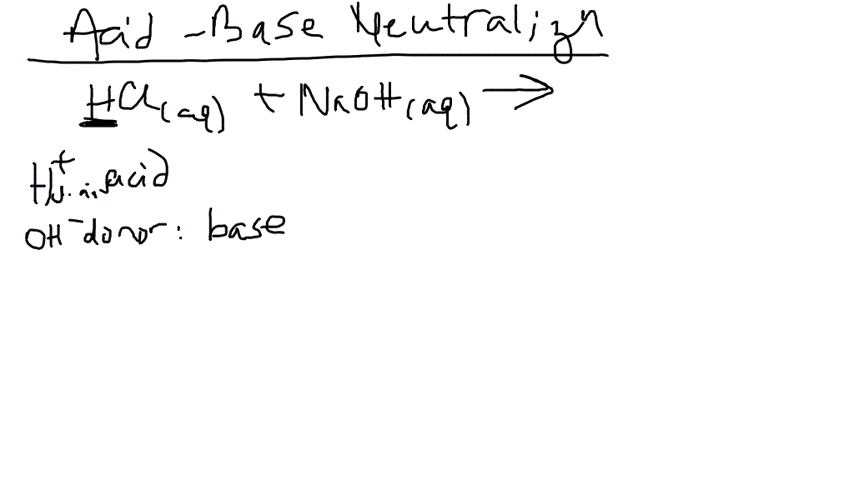 Acid-Base Neutralizn
HCl(aq) + NaOH(aq) →
H+ acid
OH- donor: base